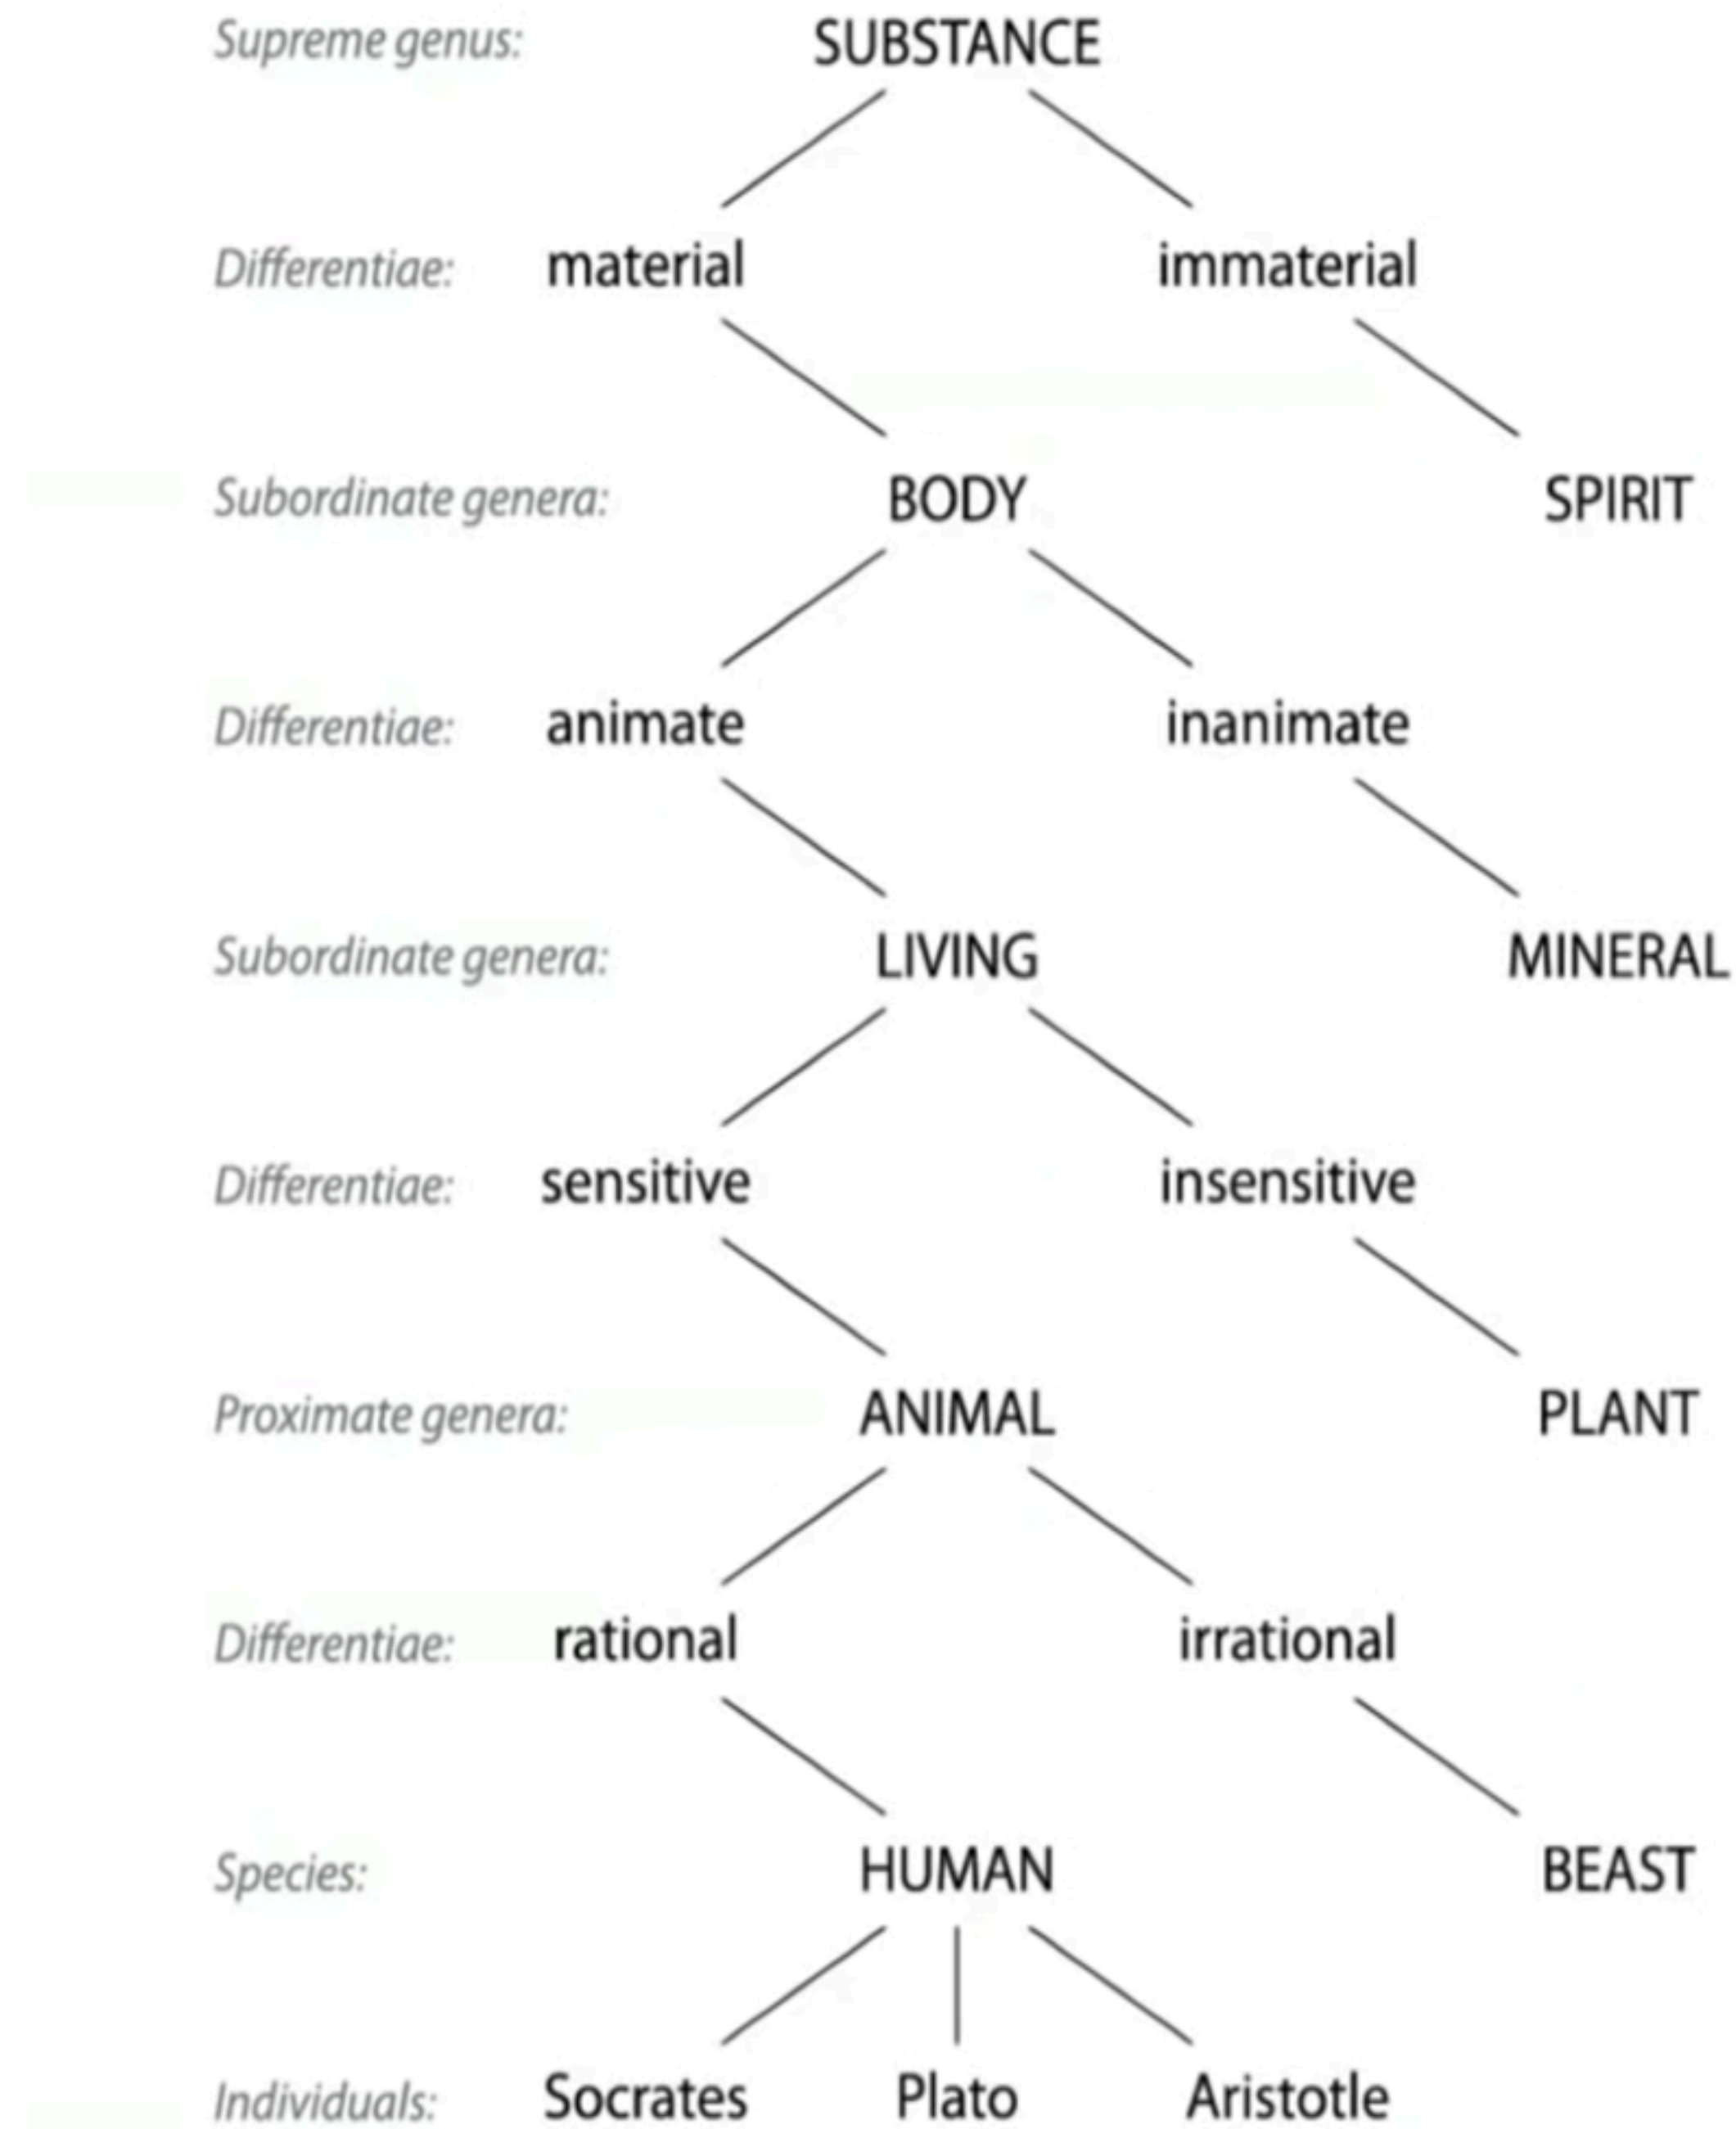 Supreme genus: SUBSTANCE
Differentiae: material immaterial
Subordinate genera: BODY SPIRIT
Differentiae: animate inanimate
Subordinate genera: LIVING MINERAL
Differentiae: sensitive insensitive
Proximate genera: ANIMAL PLANT
Differentiae: rational irrational
Species: HUMAN BEAST
Individuals: Socrates Plato Aristotle